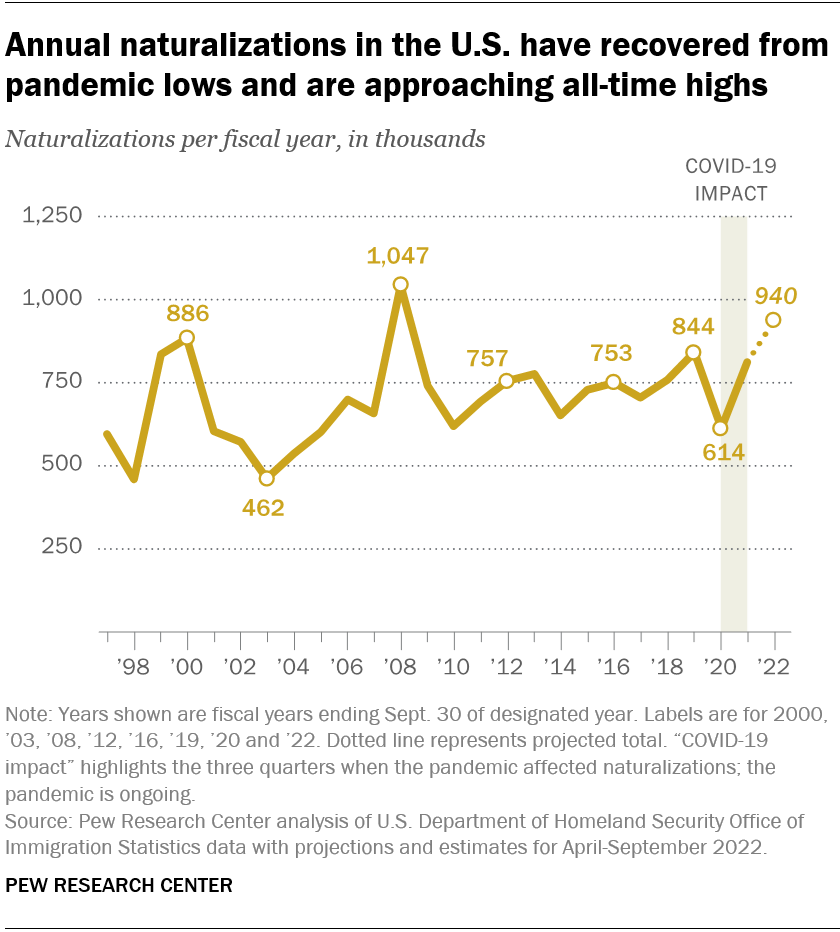 Annual naturalizations in the U.S. have recovered from
pandemic lows and are approaching all-time highs
Naturalizations per fiscal year, in thousands
COVID-19
IMPACT
1,250
1,000
750
500
250
886
462
1,047
757
753
844
614
940
’98 ’00 ’02 ’04 ’06 ’08 ’10 ’12 ’14 ’16 ’18 ’20 ’22
Note: Years shown are fiscal years ending Sept. 30 of designated year. Labels are for 2000,
’03, ’08, ’12, ’16, ’19, ’20 and ’22. Dotted line represents projected total. “COVID-19
impact” highlights the three quarters when the pandemic affected naturalizations; the
pandemic is ongoing.
Source: Pew Research Center analysis of U.S. Department of Homeland Security Office of
Immigration Statistics data with projections and estimates for April-September 2022.
PEW RESEARCH CENTER